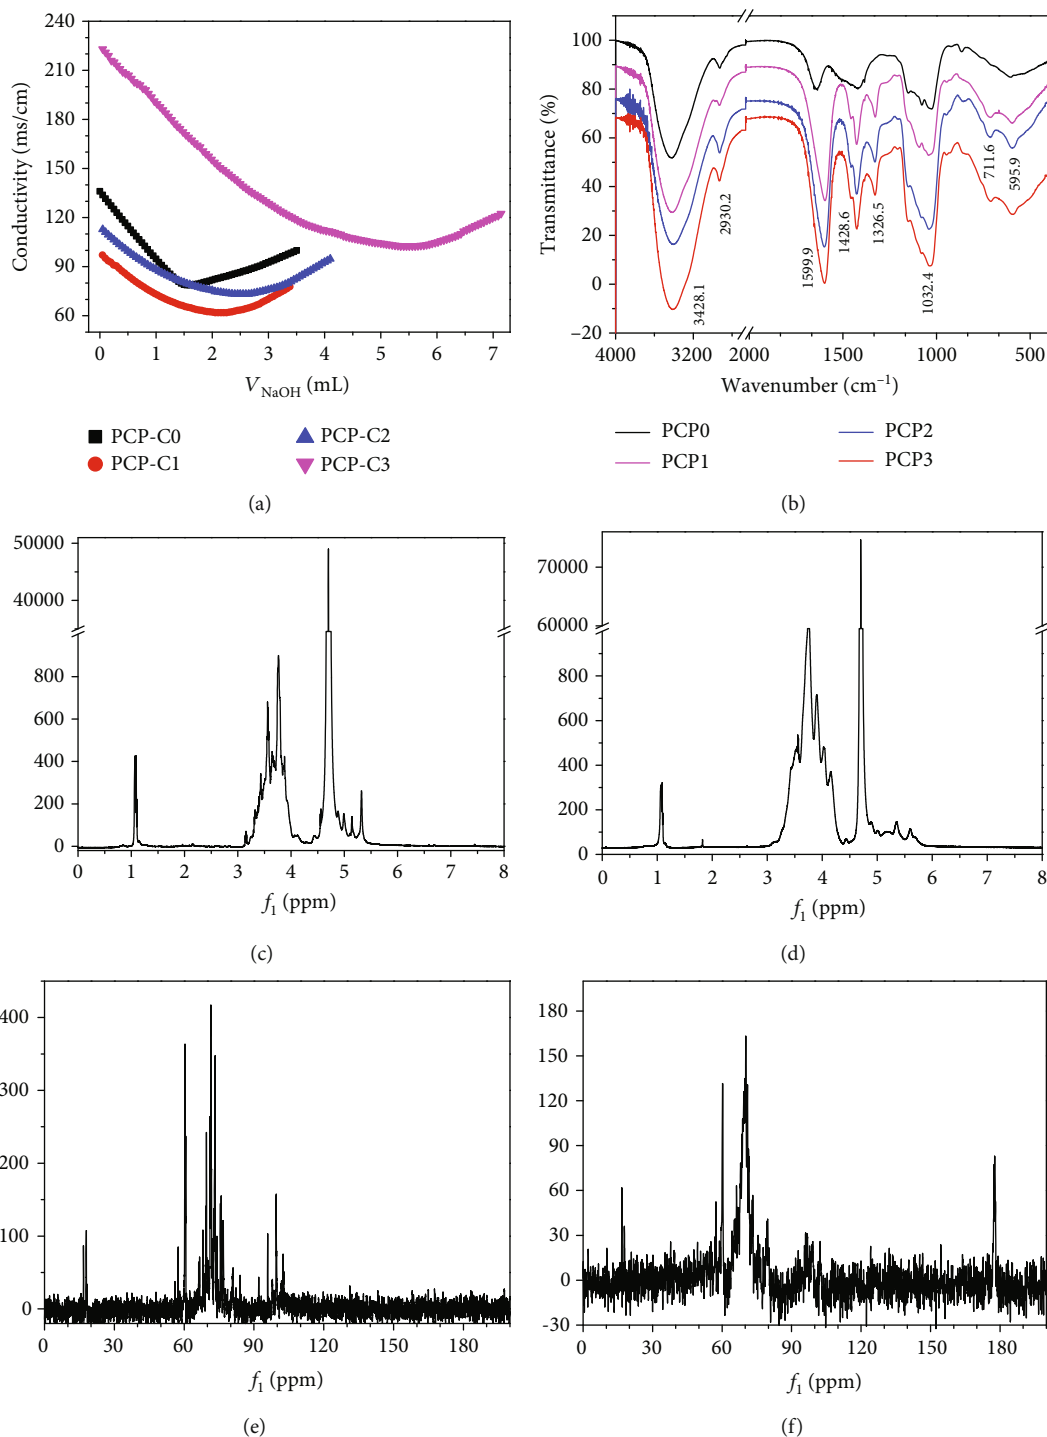 240
210
180
150
120
90
60
Conductivity (ms/cm)
0 1 2 3 4 5 6 7
V_NaOH (mL)
PCP-C0
PCP-C2
PCP-C1
PCP-C3
(a)
100
80
60
40
20
0
−20
Transmittance (%)
3428.1
2930.2
1599.9
1428.6
1326.5
1032.4
711.6
595.9
4000 3200 2000 1500 1000 500
Wavenumber (cm⁻¹)
PCP0
PCP2
PCP1
PCP3
(b)
50000
40000
800
600
400
200
0
0 1 2 3 4 5 6 7 8
f₁ (ppm)
(c)
70000
60000
800
600
400
200
0
0 1 2 3 4 5 6 7 8
f₁ (ppm)
(d)
400
300
200
100
0
0 30 60 90 120 150 180
f₁ (ppm)
(e)
180
150
120
90
60
30
0
-30
0 30 60 90 120 150 180
f₁ (ppm)
(f)